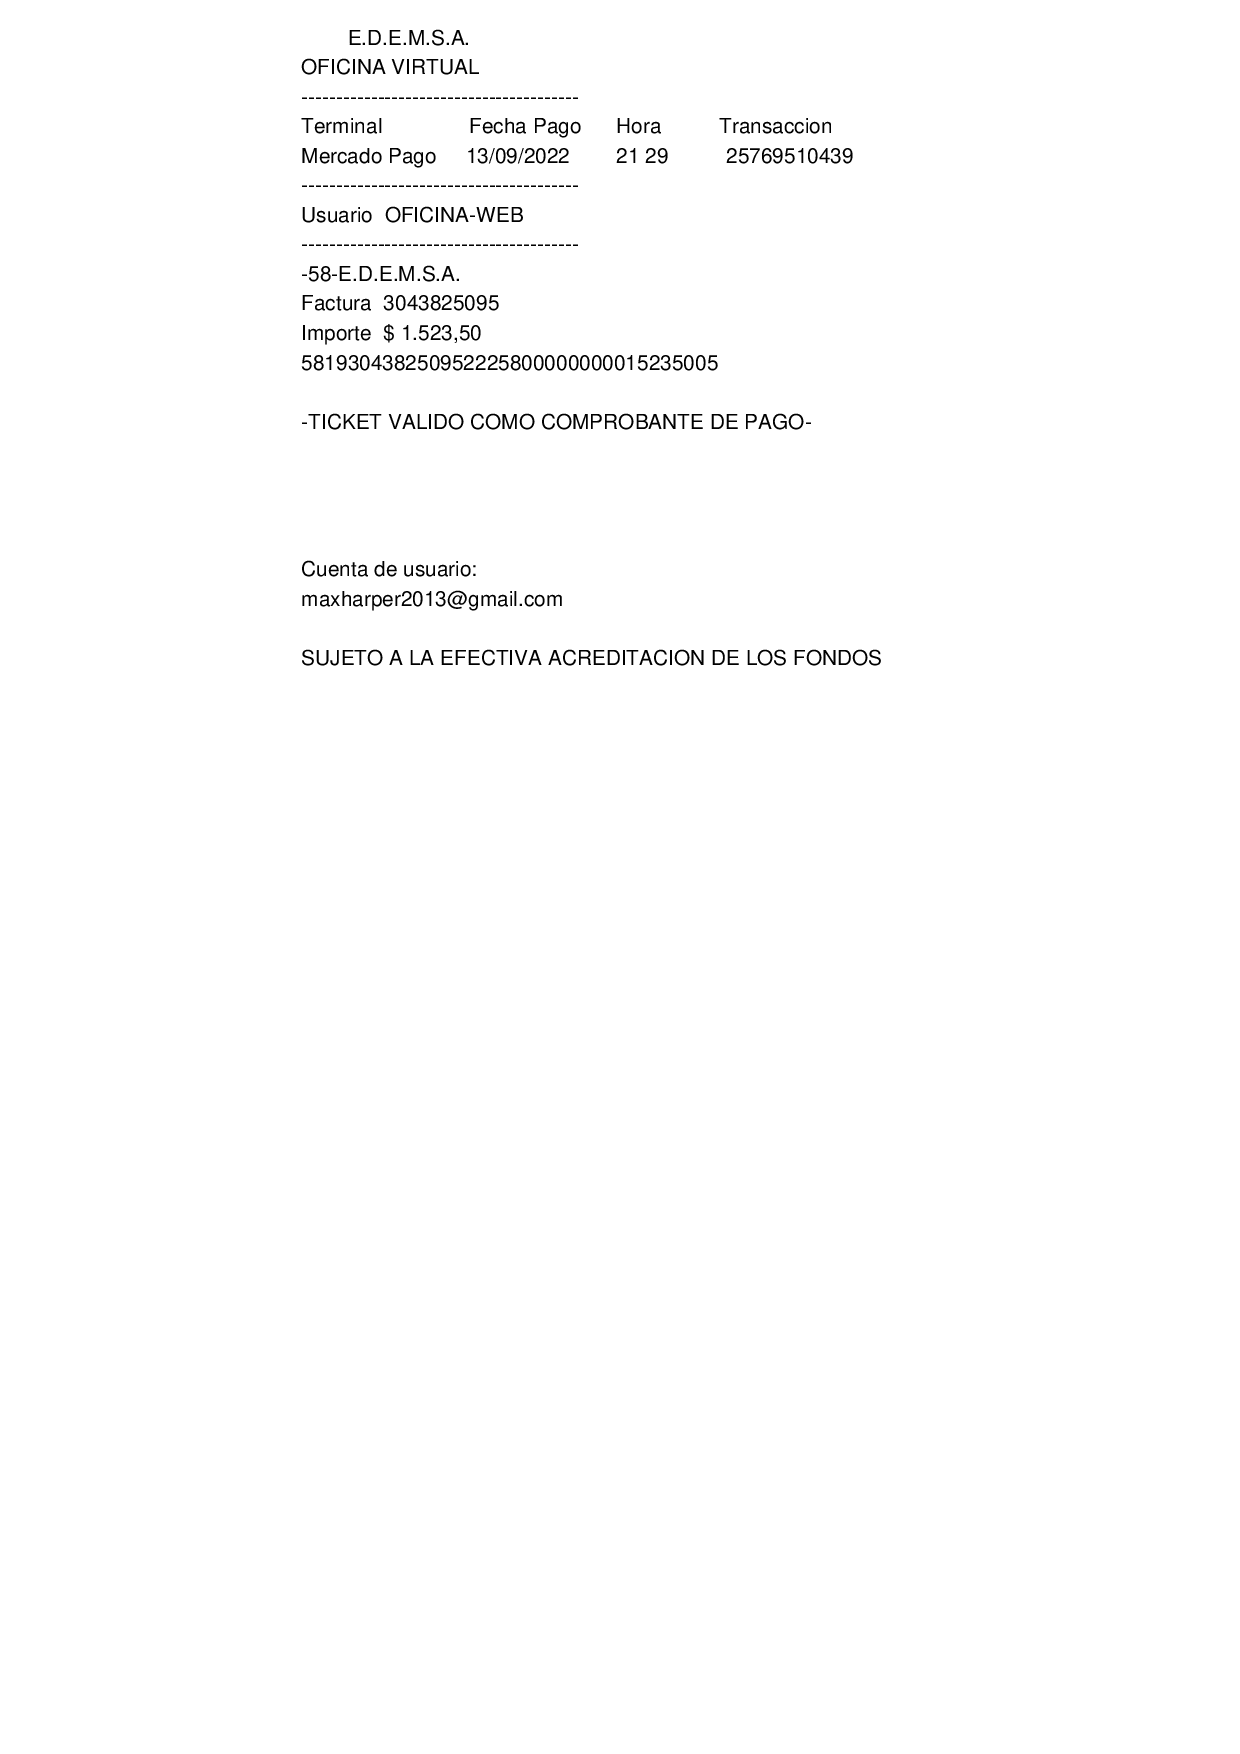 E.D.E.M.S.A.
OFICINA VIRTUAL
----------------------------------------
Terminal Fecha Pago Hora Transaccion
Mercado Pago 13/09/2022 21 29 25769510439
----------------------------------------
Usuario OFICINA-WEB
----------------------------------------
-58-E.D.E.M.S.A.
Factura 3043825095
Importe $ 1.523,50
581930438250952225800000000015235005
-TICKET VALIDO COMO COMPROBANTE DE PAGO-
Cuenta de usuario:
maxharper2013@gmail.com
SUJETO A LA EFECTIVA ACREDITACION DE LOS FONDOS